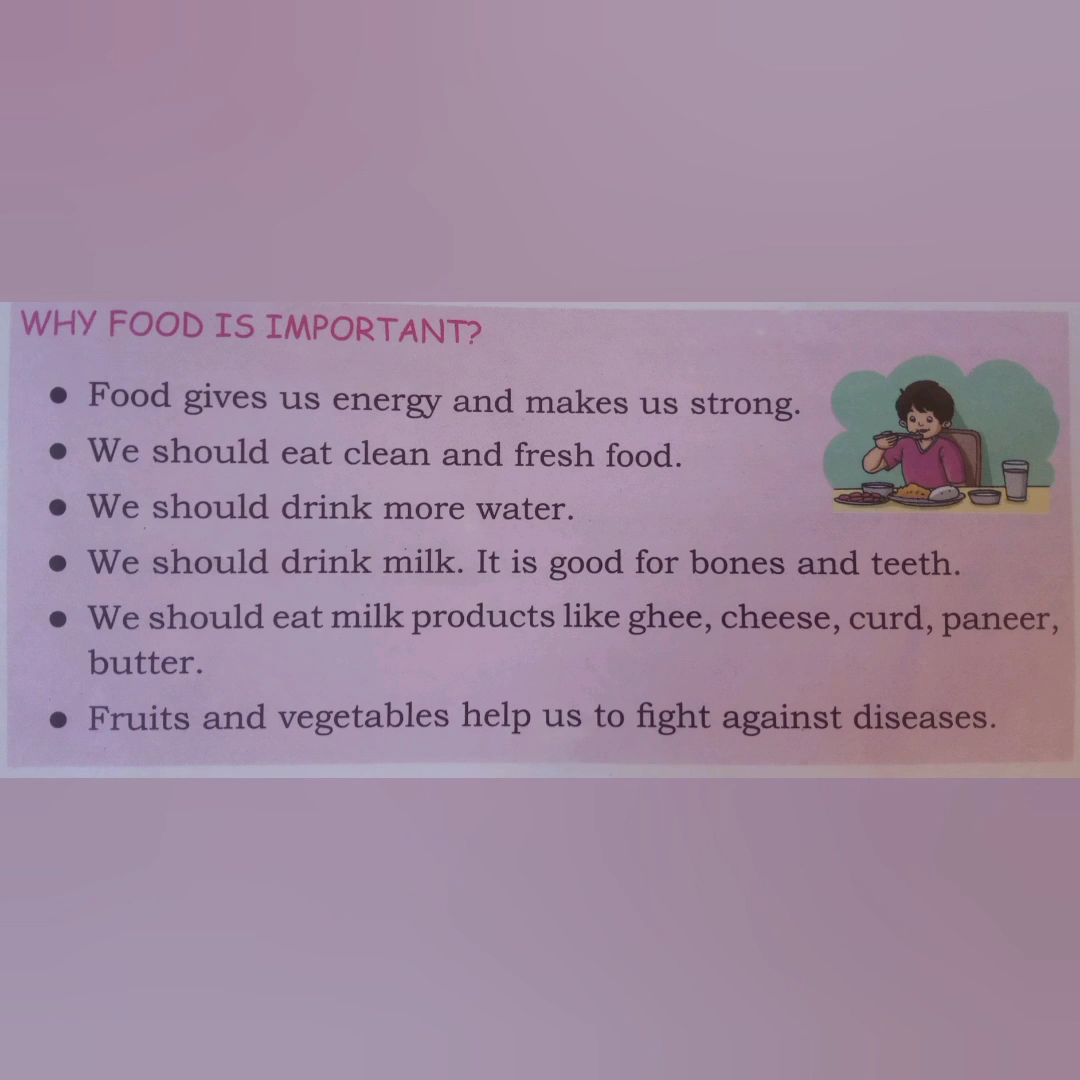 WHY FOOD IS IMPORTANT?
● Food gives us energy and makes us strong.
● We should eat clean and fresh food.
● We should drink more water.
● We should drink milk. It is good for bones and teeth.
● We should eat milk products like ghee, cheese, curd, paneer,
butter.
● Fruits and vegetables help us to fight against diseases.